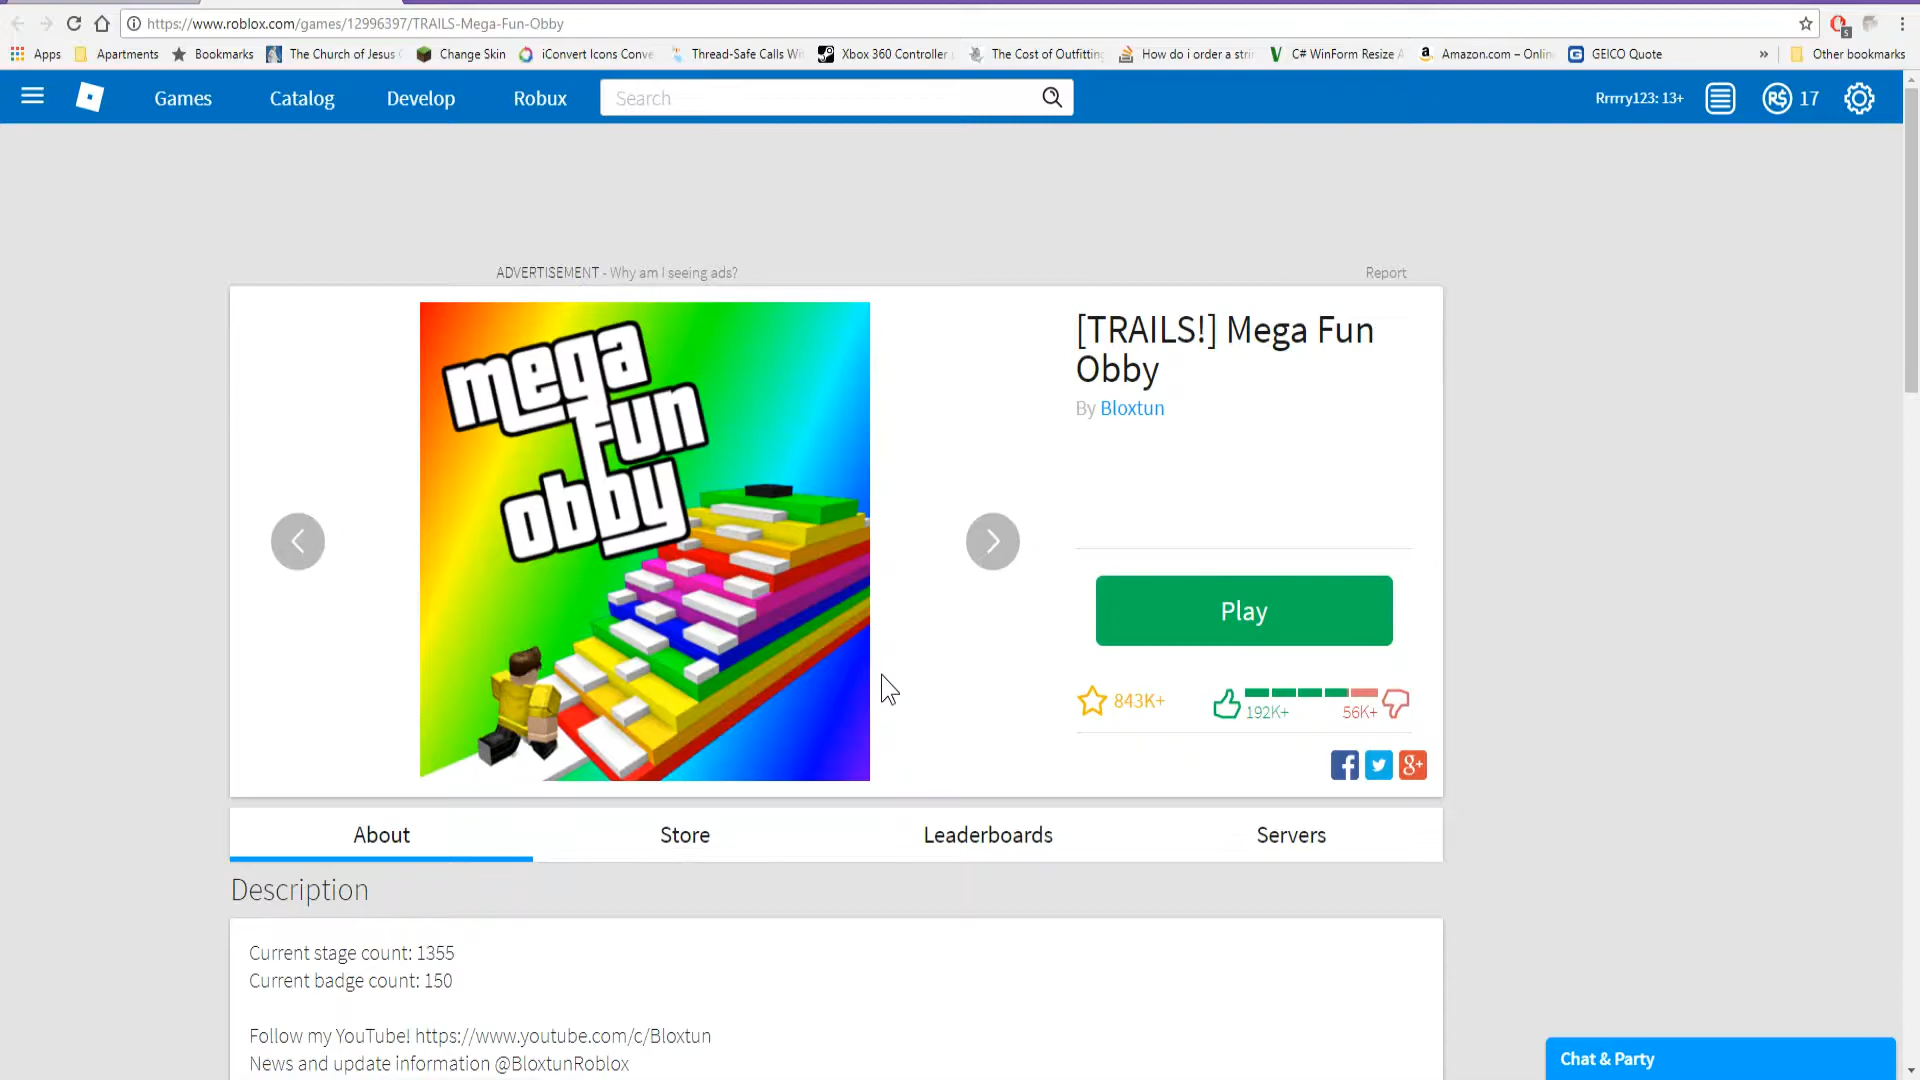 https://www.roblox.com/games/12996397/TRAILS-Mega-Fun-Obby
5
Apps Apartments Bookmarks The Church of Jesus Change Skin iConvert Icons Conve Thread-Safe Calls Wi Xbox 360 Controller The Cost of Outfitting How do i order a stri C# WinForm Resize A Amazon.com – Onlin GEICO Quote » Other bookmarks
Games Catalog Develop Robux Search Rrrrry123: 13+ R$ 17
ADVERTISEMENT - Why am I seeing ads? Report
mega
fun
obby
[TRAILS!] Mega Fun
Obby
By Bloxtun
Play
843K+ 192K+ 56K+
f g+
About Store Leaderboards Servers
Description
Current stage count: 1355
Current badge count: 150
Follow my YouTube! https://www.youtube.com/c/Bloxtun
News and update information @BloxtunRoblox
Chat & Party